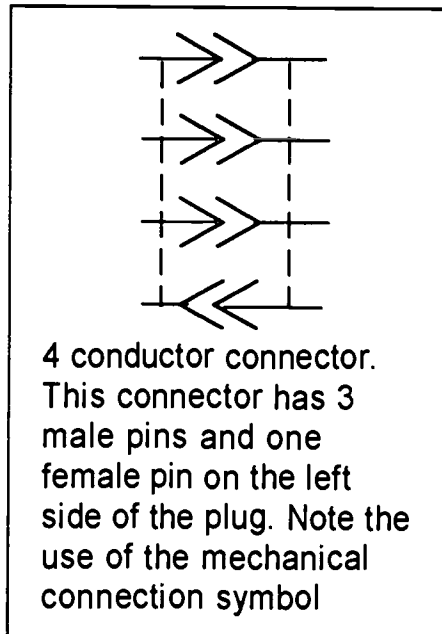 4 conductor connector.
This connector has 3
male pins and one
female pin on the left
side of the plug. Note the
use of the mechanical
connection symbol